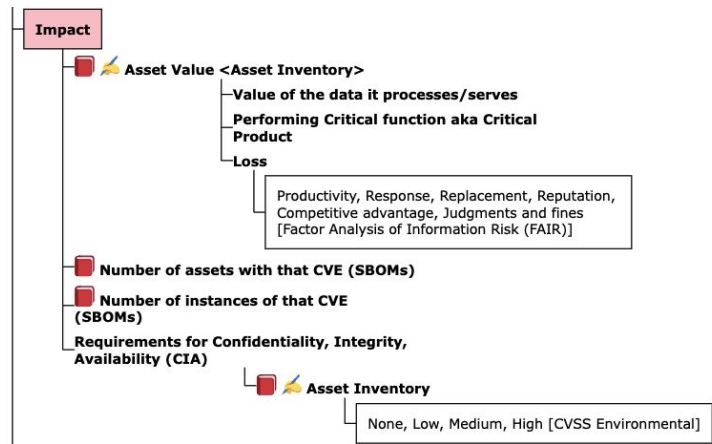 Impact
Asset Value <Asset Inventory>
Value of the data it processes/serves
Performing Critical function aka Critical
Product
Loss
Productivity, Response, Replacement, Reputation,
Competitive advantage, Judgments and fines
[Factor Analysis of Information Risk (FAIR)]
Number of assets with that CVE (SBOMs)
Number of instances of that CVE
(SBOMs)
Requirements for Confidentiality, Integrity,
Availability (CIA)
Asset Inventory
None, Low, Medium, High [CVSS Environmental]